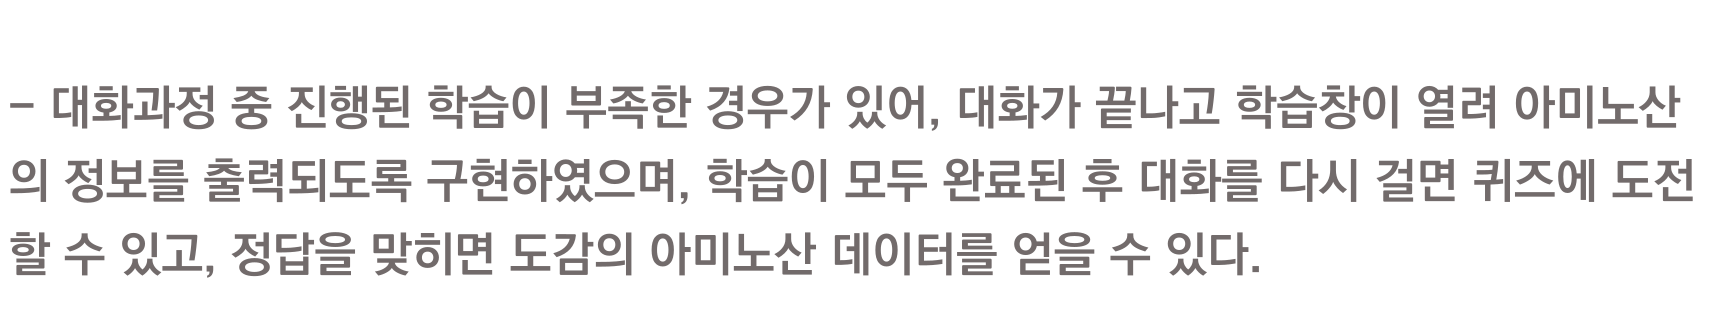 - 대화과정 중 진행된 학습이 부족한 경우가 있어, 대화가 끝나고 학습창이 열려 아미노산
의 정보를 출력되도록 구현하였으며, 학습이 모두 완료된 후 대화를 다시 걸면 퀴즈에 도전
할 수 있고, 정답을 맞히면 도감의 아미노산 데이터를 얻을 수 있다.